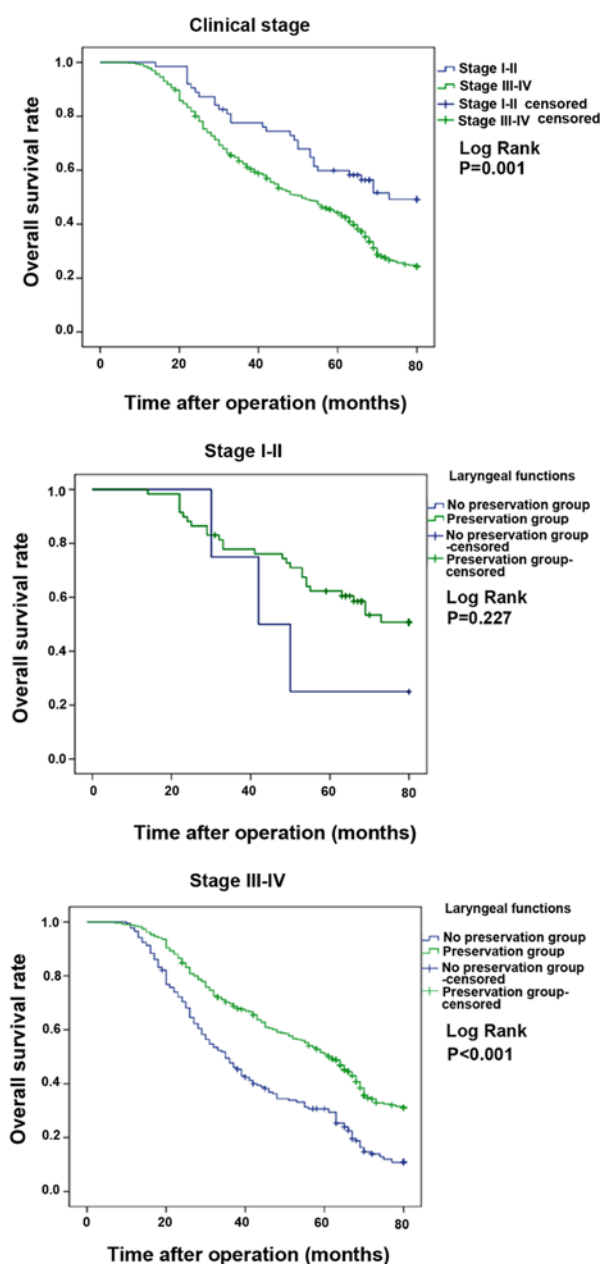 Clinical stage
Overall survival rate
1.0
0.8
0.6
0.4
0.2
0.0
0 20 40 60 80
Time after operation (months)
Stage I-II
Stage III-IV
Stage I-II censored
Stage III-IV censored
Log Rank
P=0.001
Stage I-II
Overall survival rate
1.0
0.8
0.6
0.4
0.2
0.0
0 20 40 60 80
Time after operation (months)
Laryngeal functions
No preservation group
Preservation group
No preservation group
-censored
Preservation group-
censored
Log Rank
P=0.227
Stage III-IV
Overall survival rate
1.0
0.8
0.6
0.4
0.2
0.0
0 20 40 60 80
Time after operation (months)
Laryngeal functions
No preservation group
Preservation group
No preservation group
-censored
Preservation group-
censored
Log Rank
P<0.001